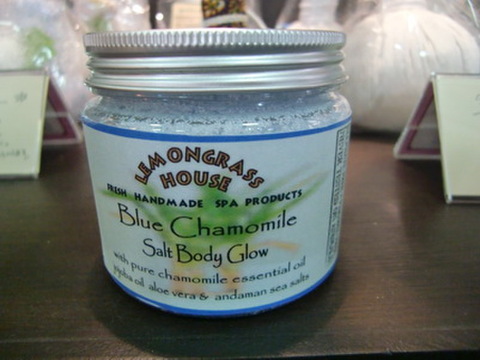 LEMONGRASS
HOUSE
FRESH HANDMADE SPA PRODUCTS
Blue Chamomile
Salt Body Glow
with pure chamomile essential oil
jojoba oil aloe vera & andaman sea salts